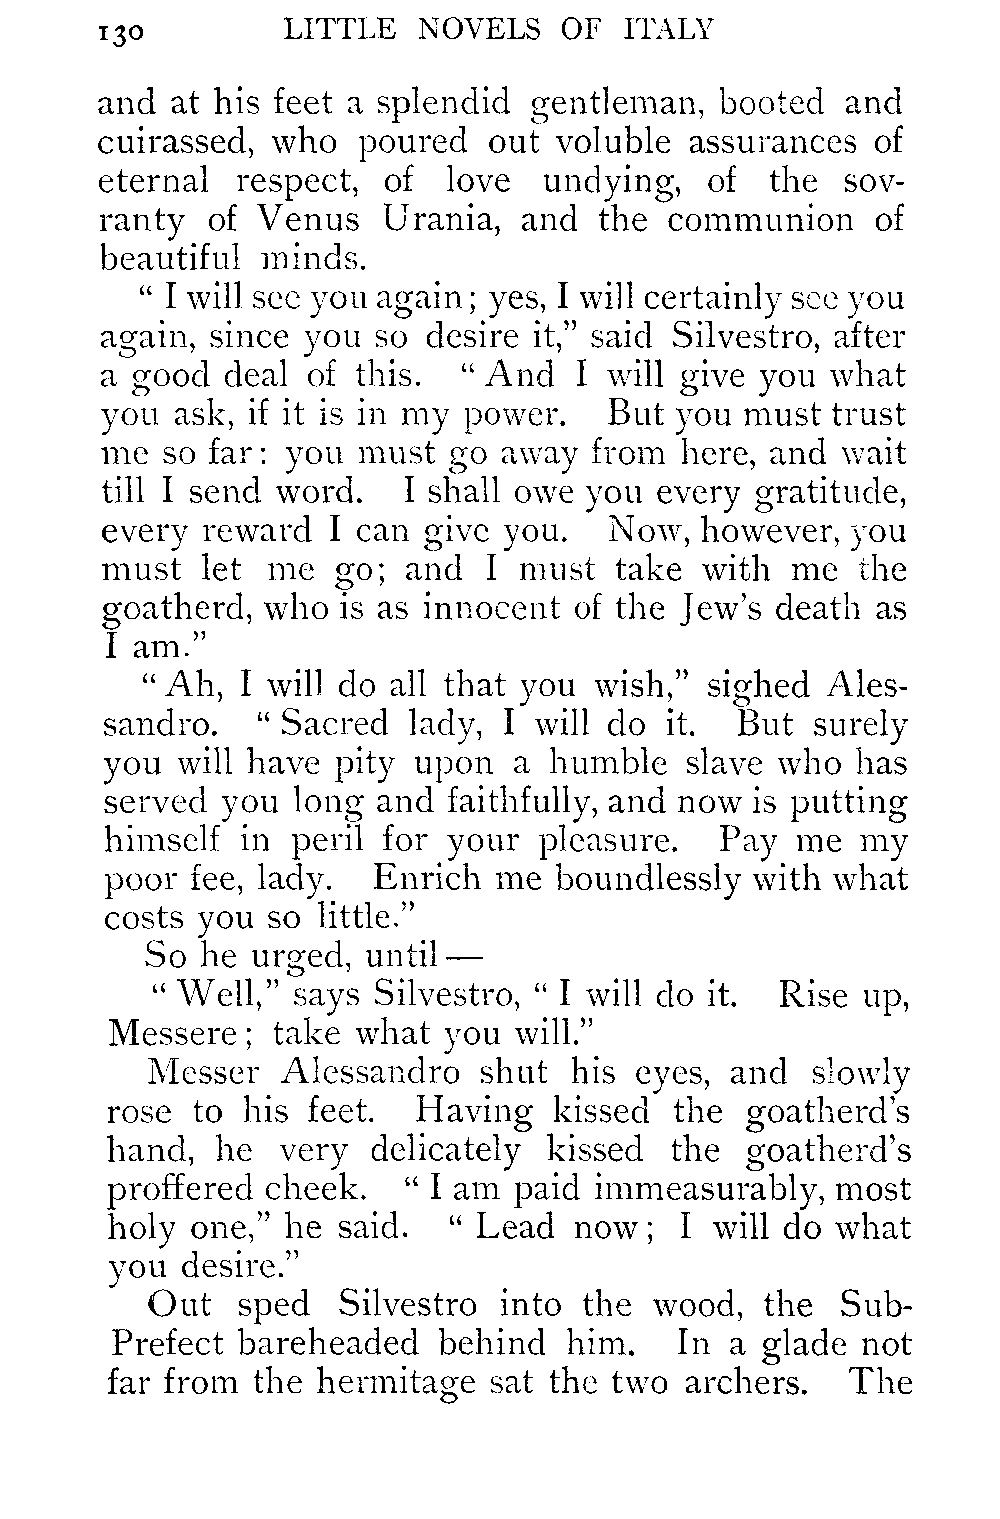 130 LITTLE NOVELS OF ITALY
and at his feet a splendid gentleman, booted and
cuirassed, who poured out voluble assurances of
eternal respect, of love undying, of the sov-
ranty of Venus Urania, and the communion of
beautiful minds.
“ I will see you again ; yes, I will certainly see you
again, since you so desire it,” said Silvestro, after
a good deal of this. “ And I will give you what
you ask, if it is in my power. But you must trust
me so far : you must go away from here, and wait
till I send word. I shall owe you every gratitude,
every reward I can give you. Now, however, you
must let me go; and I must take with me the
goatherd, who is as innocent of the Jew’s death as
I am.”
“ Ah, I will do all that you wish,” sighed Ales-
sandro. “ Sacred lady, I will do it. But surely
you will have pity upon a humble slave who has
served you long and faithfully, and now is putting
himself in peril for your pleasure. Pay me my
poor fee, lady. Enrich me boundlessly with what
costs you so little.”
So he urged, until —
“ Well,” says Silvestro, “ I will do it. Rise up,
Messere ; take what you will.”
Messer Alessandro shut his eyes, and slowly
rose to his feet. Having kissed the goatherd’s
hand, he very delicately kissed the goatherd’s
proffered cheek. “ I am paid immeasurably, most
holy one,” he said. “ Lead now ; I will do what
you desire.”
Out sped Silvestro into the wood, the Sub-
Prefect bareheaded behind him. In a glade not
far from the hermitage sat the two archers. The